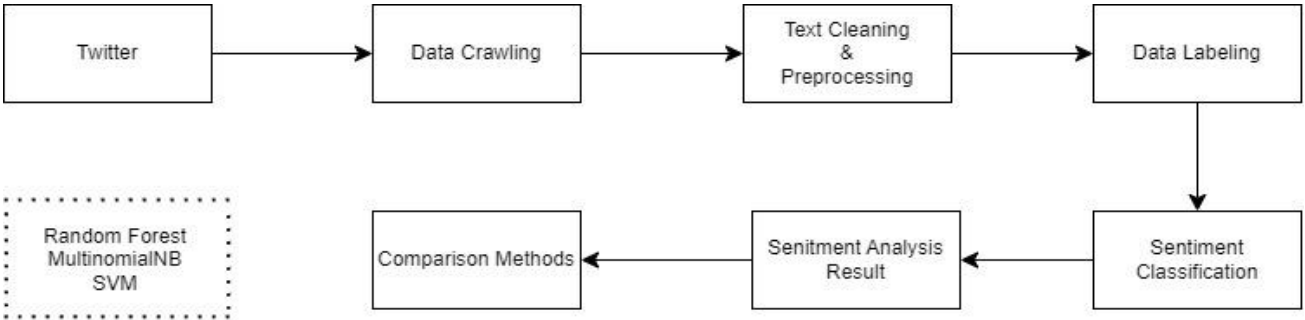 Twitter
Data Crawling
Text Cleaning
&
Preprocessing
Data Labeling
Random Forest
MultinomialNB
SVM
Comparison Methods
Senitment Analysis
Result
Sentiment
Classification